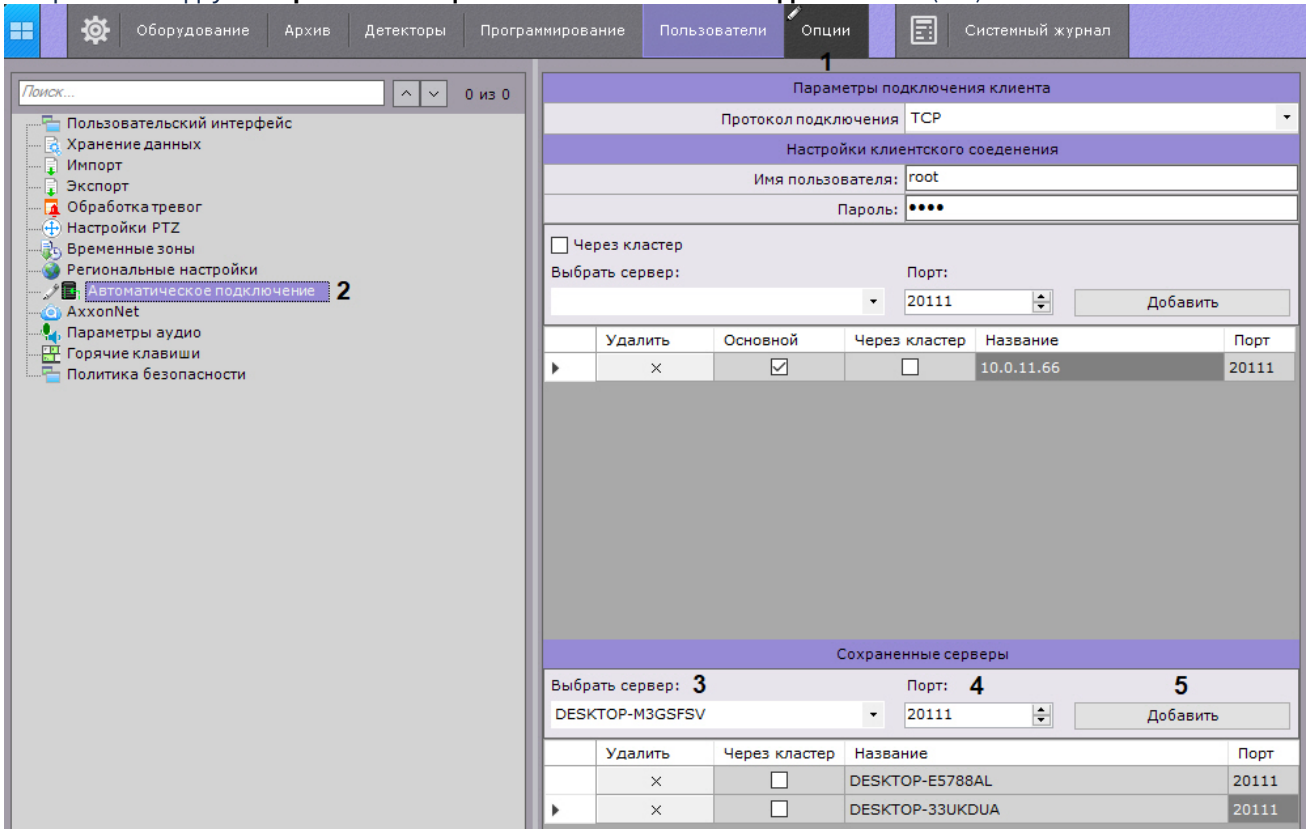 Оборудование Архив Детекторы Программирование Пользователи Опции Системный журнал
1
Поиск... 0 из 0
Пользовательский интерфейс
Хранение данных
Импорт
Экспорт
Обработка тревог
Настройки PTZ
Временные зоны
Региональные настройки
Автоматическое подключение 2
AxxonNet
Параметры аудио
Горячие клавиши
Политика безопасности
Параметры подключения клиента
Протокол подключения TCP
Настройки клиентского соеденения
Имя пользователя: root
Пароль: ●●●●
Через кластер
Выбрать сервер: Порт:
20111 Добавить
Удалить Основной Через кластер Название Порт
10.0.11.66 20111
Сохраненные серверы
Выбрать сервер: 3 Порт: 4 5
DESKTOP-M3GSFSV 20111 Добавить
Удалить Через кластер Название Порт
DESKTOP-E5788AL 20111
DESKTOP-33UKDUA 20111